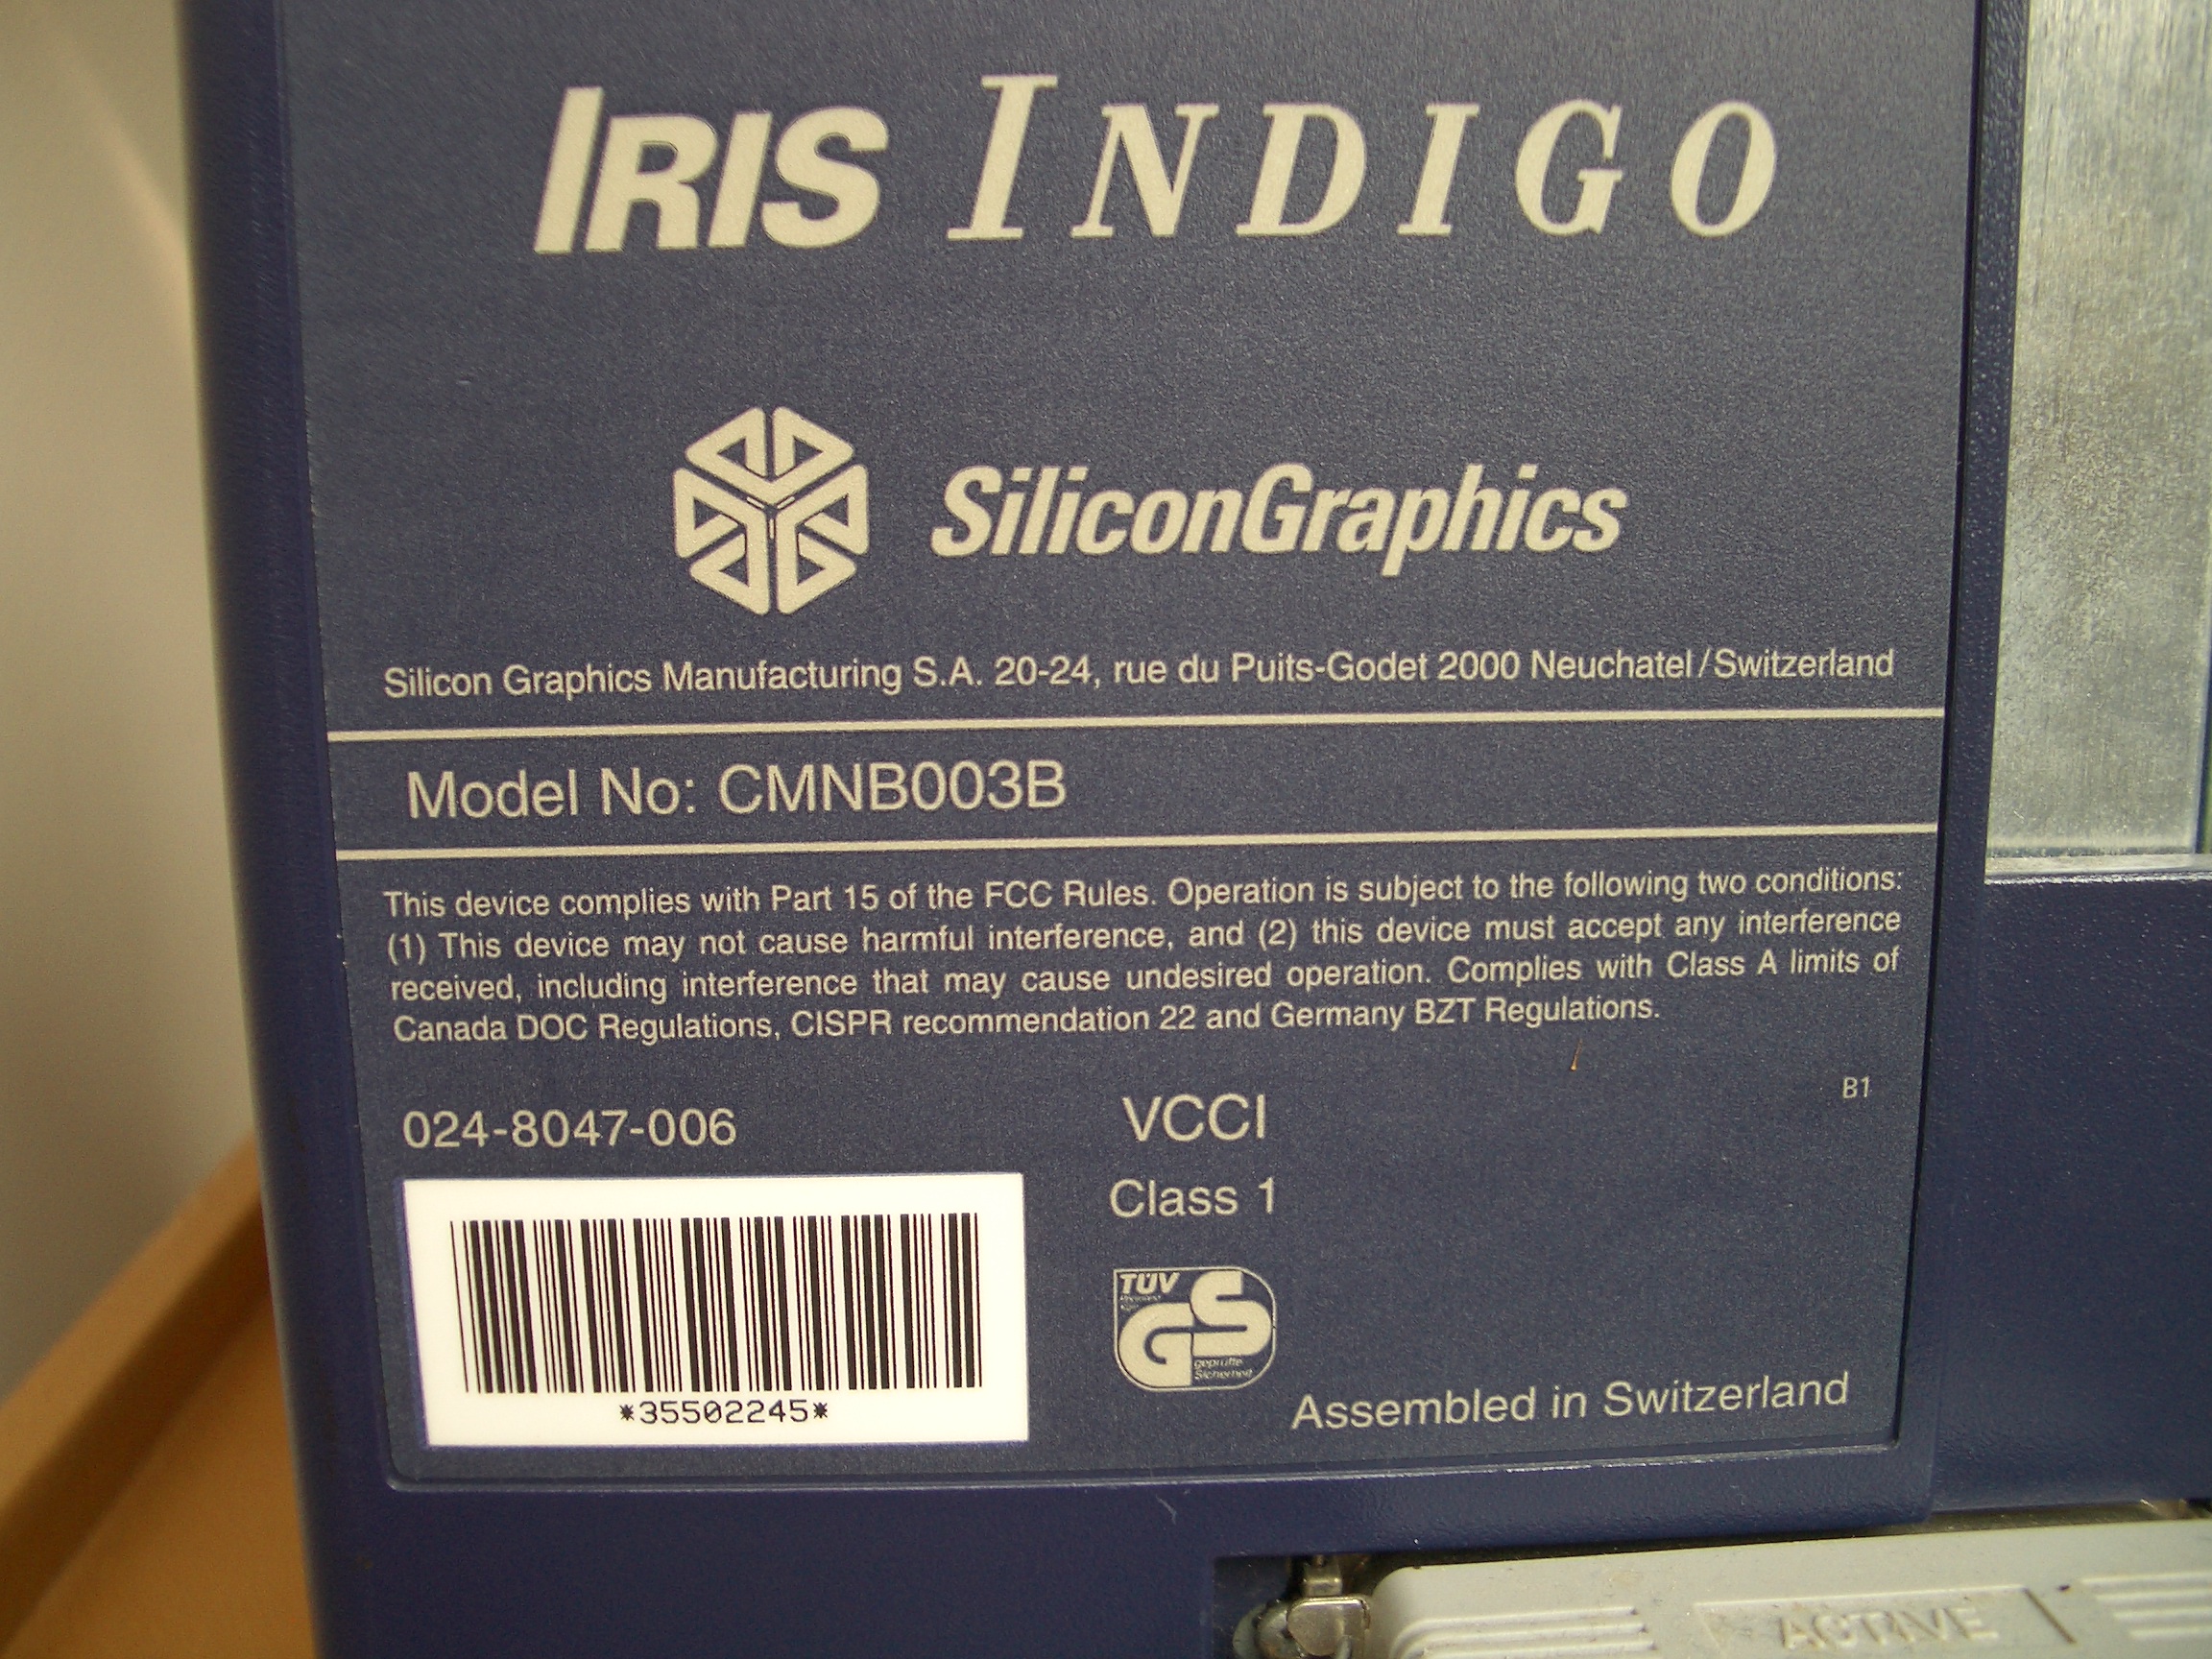 IRIS INDIGO
SiliconGraphics
Silicon Graphics Manufacturing S.A. 20-24, rue du Puits-Godet 2000 Neuchatel/Switzerland
Model No: CMNB003B
This device complies with Part 15 of the FCC Rules. Operation is subject to the following two conditions:
(1) This device may not cause harmful interference, and (2) this device must accept any interference
received, including interference that may cause undesired operation. Complies with Class A limits of
Canada DOC Regulations, CISPR recommendation 22 and Germany BZT Regulations.
B1
024-8047-006
VCCI
Class 1
*35502245*
TÜV
GS
geprüfte
Sicherheit
Assembled in Switzerland
ACTIVE